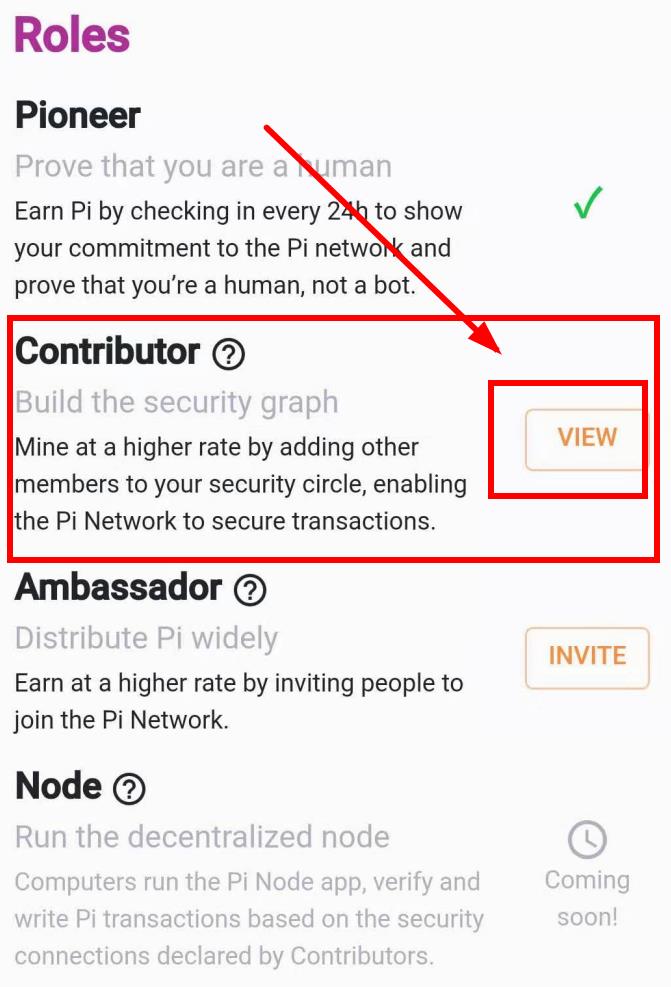 Roles
Pioneer
Prove that you are a human
Earn Pi by checking in every 24h to show
your commitment to the Pi network and
prove that you’re a human, not a bot.
Contributor ?
Build the security graph
Mine at a higher rate by adding other
members to your security circle, enabling
the Pi Network to secure transactions.
VIEW
Ambassador ?
Distribute Pi widely
Earn at a higher rate by inviting people to
join the Pi Network.
INVITE
Node ?
Run the decentralized node
Computers run the Pi Node app, verify and
write Pi transactions based on the security
connections declared by Contributors.
Coming
soon!